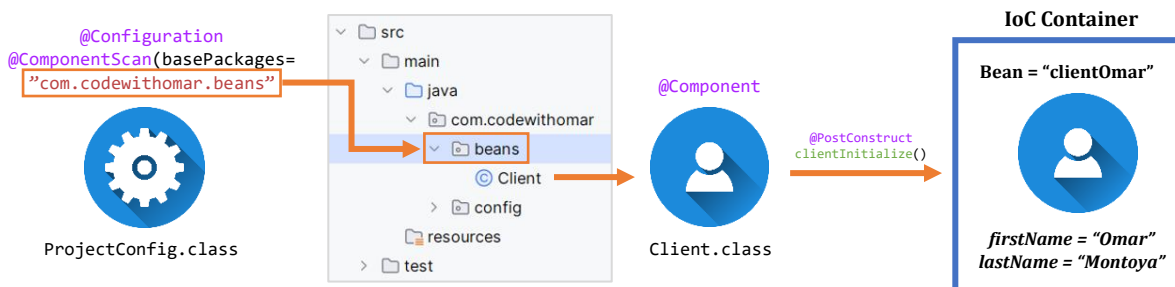 @Configuration
@ComponentScan(basePackages=
”com.codewithomar.beans”
ProjectConfig.class
src
main
java
com.codewithomar
beans
C Client
config
resources
test
@Component
Client.class
@PostConstruct
clientInitialize()
IoC Container
Bean = “clientOmar”
firstName = “Omar”
lastName = “Montoya”